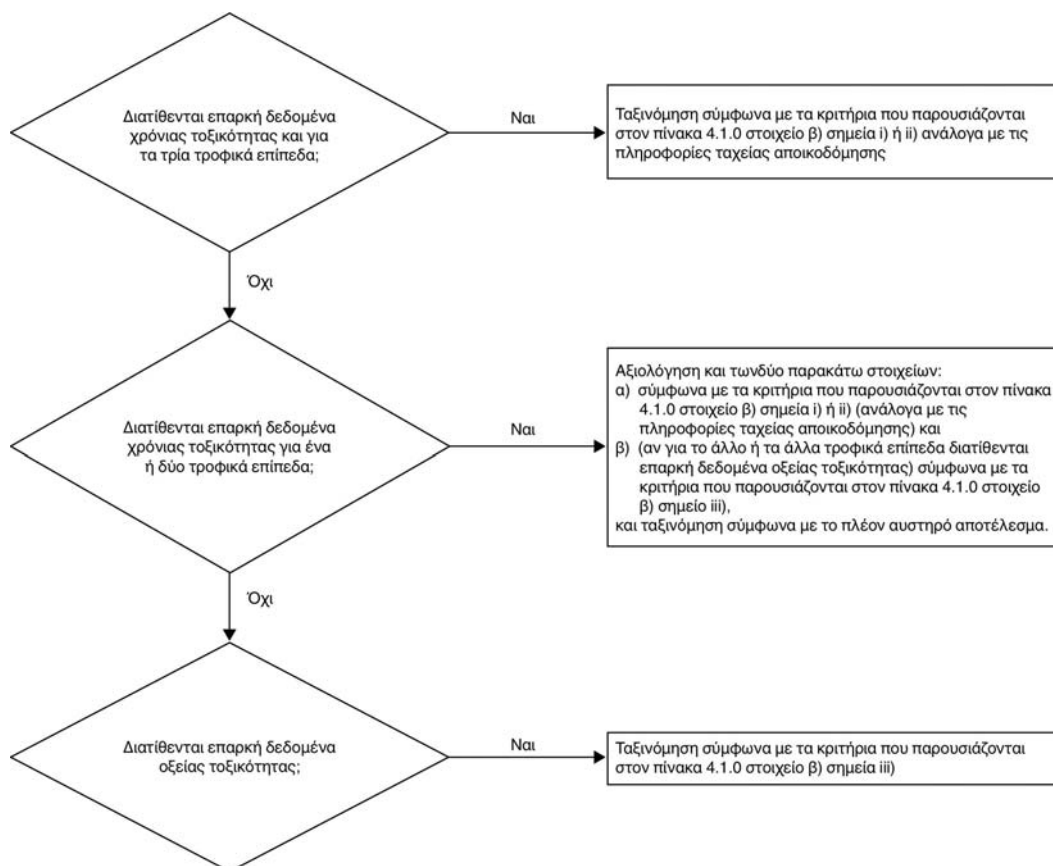 Διατίθενται επαρκή δεδομένα
χρόνιας τοξικότητας και για
τα τρία τροφικά επίπεδα;
Ναι
Ταξινόμηση σύμφωνα με τα κριτήρια που παρουσιάζονται
στον πίνακα 4.1.0 στοιχείο β) σημεία i) ή ii) ανάλογα με τις
πληροφορίες ταχείας αποικοδόμησης
Όχι
Διατίθενται επαρκή δεδομένα
χρόνιας τοξικότητας για ένα
ή δύο τροφικά επίπεδα;
Ναι
Αξιολόγηση και τωνδύο παρακάτω στοιχείων:
α) σύμφωνα με τα κριτήρια που παρουσιάζονται στον πίνακα
4.1.0 στοιχείο β) σημεία i) ή ii) (ανάλογα με τις
πληροφορίες ταχείας αποικοδόμησης) και
β) (αν για το άλλο ή τα άλλα τροφικά επίπεδα διατίθενται
επαρκή δεδομένα οξείας τοξικότητας) σύμφωνα με τα
κριτήρια που παρουσιάζονται στον πίνακα 4.1.0 στοιχείο
β) σημείο iii),
και ταξινόμηση σύμφωνα με το πλέον αυστηρό αποτέλεσμα.
Όχι
Διατίθενται επαρκή δεδομένα
οξείας τοξικότητας;
Ναι
Ταξινόμηση σύμφωνα με τα κριτήρια που παρουσιάζονται
στον πίνακα 4.1.0 στοιχείο β) σημεία iii)